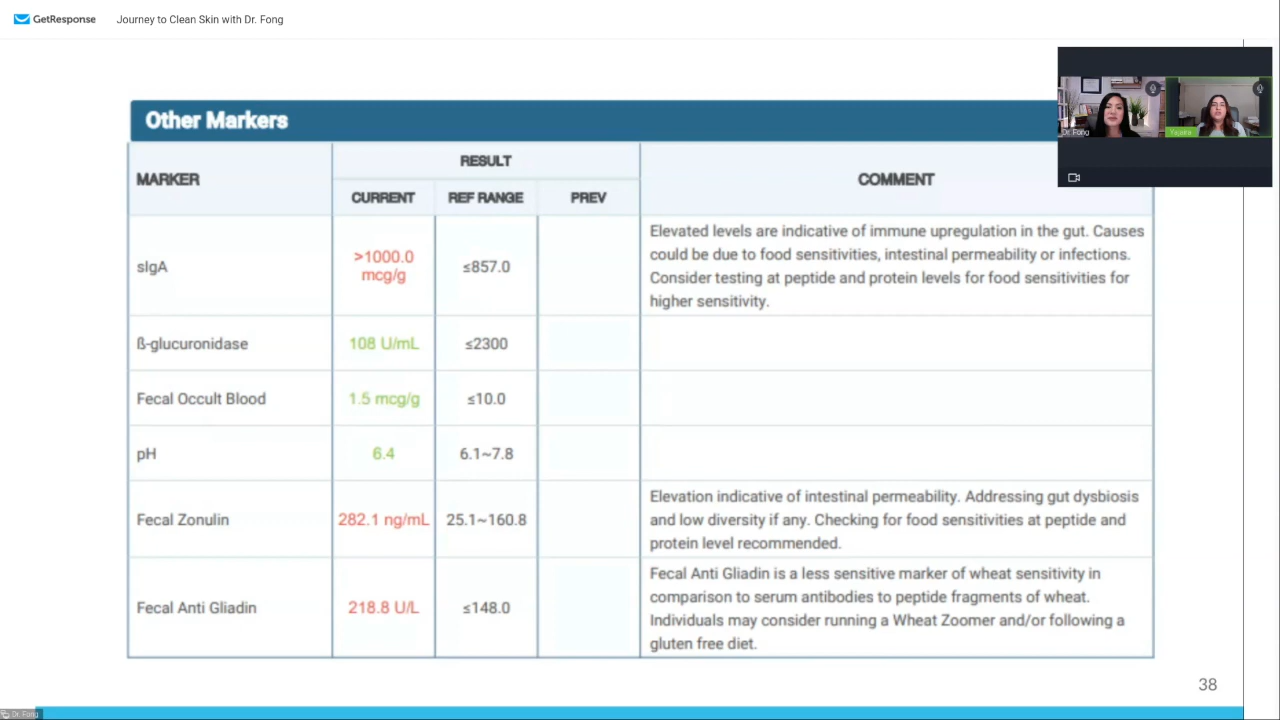 GetResponse Journey to Clean Skin with Dr. Fong
Dr. Fong
Yajaira
Other Markers
MARKER
RESULT
COMMENT
CURRENT
REF RANGE
PREV
sIgA
>1000.0
mcg/g
≤857.0
Elevated levels are indicative of immune upregulation in the gut. Causes
could be due to food sensitivities, intestinal permeability or infections.
Consider testing at peptide and protein levels for food sensitivities for
higher sensitivity.
ß-glucuronidase
108 U/mL
≤2300
Fecal Occult Blood
1.5 mcg/g
≤10.0
pH
6.4
6.1~7.8
Fecal Zonulin
282.1 ng/mL
25.1~160.8
Elevation indicative of intestinal permeability. Addressing gut dysbiosis
and low diversity if any. Checking for food sensitivities at peptide and
protein level recommended.
Fecal Anti Gliadin
218.8 U/L
≤148.0
Fecal Anti Gliadin is a less sensitive marker of wheat sensitivity in
comparison to serum antibodies to peptide fragments of wheat.
Individuals may consider running a Wheat Zoomer and/or following a
gluten free diet.
38
Dr. Fong